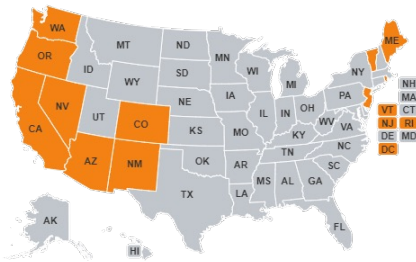 WA
ME
MT
ND
OR
MN
ID
SD
WI
NY
NH
WY
MI
MA
IA
PA
NE
VT CT
NV
OH
IL
IN
NJ RI
UT
CO
WV
DE MD
CA
KS
MO
VA
KY
DC
NC
TN
AZ
NM
OK
AR
SC
MS
AL
GA
TX
LA
AK
FL
HI